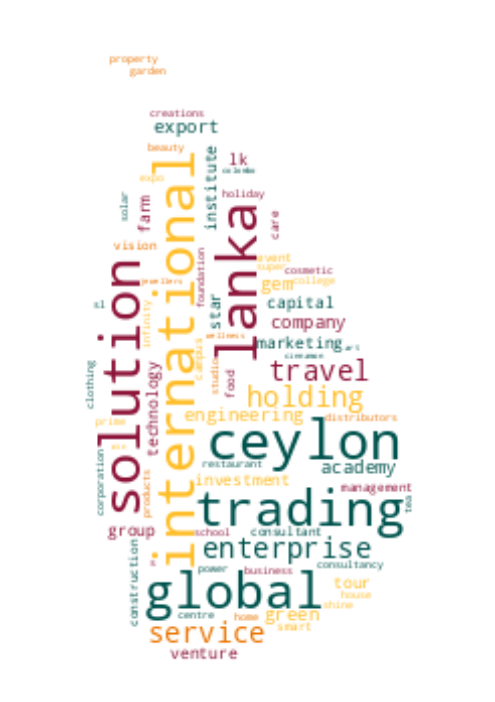 property
garden
creations
export
beauty
institute
lk
colombo
expo
holiday
solar
farm
care
international
lanka
vision
foundation
event
super
cosmetic
jewellers
gem
college
solution
sl
star
capital
infinity
company
wellness
marketing
art
cinnamon
campus
studio
food
travel
clothing
technology
holding
prime
engineering
distributors
ceylon
corporation
restaurant
academy
products
investment
management
trading
tea
group
school
consultant
enterprise
construction
power
business
consultancy
global
tour
house
shine
centre
home
green
smart
service
venture